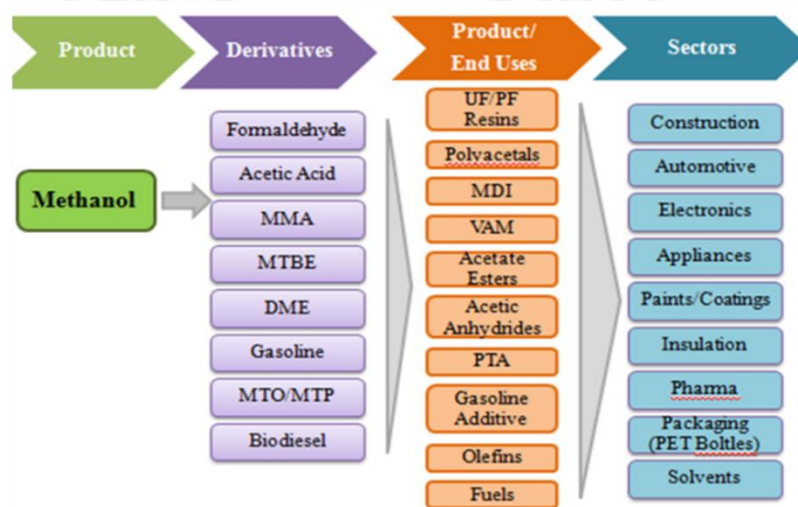 Product
Derivatives
Product/
End Uses
Sectors
Methanol
Formaldehyde
Acetic Acid
MMA
MTBE
DME
Gasoline
MTO/MTP
Biodiesel
UF/PF
Resins
Polyacetals
MDI
VAM
Acetate
Esters
Acetic
Anhydrides
PTA
Gasoline
Additive
Olefins
Fuels
Construction
Automotive
Electronics
Appliances
Paints/Coatings
Insulation
Pharma
Packaging
(PET Boltles)
Solvents